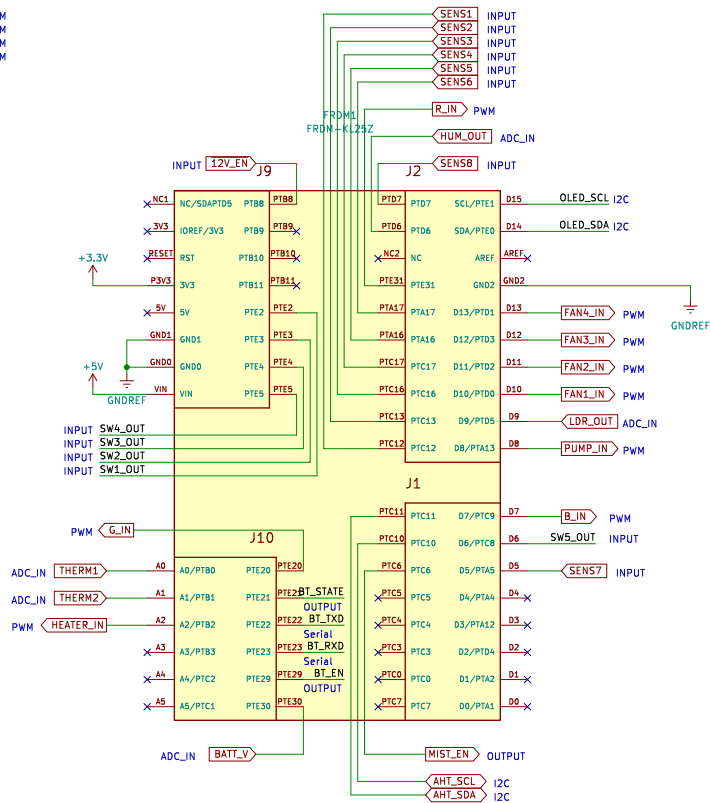 M
M
M
M
SENS1 INPUT
SENS2 INPUT
SENS3 INPUT
SENS4 INPUT
SENS5 INPUT
SENS6 INPUT
R_IN PWM
FRDM1
FRDM-KL25Z
HUM_OUT ADC_IN
INPUT 12V_EN
J9
J2
SENS8 INPUT
NC1 NC/SDAPTD5 PTB8 PTB8
3V3 IOREF/3V3 PTB9 PTB9
RESET RST PTB10 PTB10
P3V3 3V3 PTB11 PTB11
5V 5V PTE2 PTE2
GND1 GND1 PTE3 PTE3
GND0 GND0 PTE4 PTE4
VIN VIN PTE5 PTE5
+3.3V
+5V
GNDREF
PTD7 PTD7 SCL/PTE1 D15 OLED_SCL I2C
PTD6 PTD6 SDA/PTE0 D14 OLED_SDA I2C
NC2 NC AREF AREF
PTE31 PTE31 GND2 GND2
GNDREF
PTA17 PTA17 D13/PTD1 D13 FAN4_IN PWM
PTA16 PTA16 D12/PTD3 D12 FAN3_IN PWM
PTC17 PTC17 D11/PTD2 D11 FAN2_IN PWM
PTC16 PTC16 D10/PTD0 D10 FAN1_IN PWM
PTC13 PTC13 D9/PTD5 D9 LDR_OUT ADC_IN
PTC12 PTC12 D8/PTA13 D8 PUMP_IN PWM
INPUT SW4_OUT
INPUT SW3_OUT
INPUT SW2_OUT
INPUT SW1_OUT
J1
PTC11 PTC11 D7/PTC9 D7 B_IN PWM
PTC10 PTC10 D6/PTC8 D6 SW5_OUT INPUT
PTC6 PTC6 D5/PTA5 D5 SENS7 INPUT
PTC5 PTC5 D4/PTA4 D4
PTC4 PTC4 D3/PTA12 D3
PTC3 PTC3 D2/PTD4 D2
PTC0 PTC0 D1/PTA2 D1
PTC7 PTC7 D0/PTA1 D0
PWM G_IN
J10
ADC_IN THERM1 A0 A0/PTB0 PTE20 PTE20
ADC_IN THERM2 A1 A1/PTB1 PTE21 PTE21 BT_STATE
OUTPUT
PWM HEATER_IN A2 A2/PTB2 PTE22 PTE22 BT_TXD
Serial
A3 A3/PTB3 PTE23 PTE23 BT_RXD
Serial
A4 A4/PTC2 PTE29 PTE29 BT_EN
OUTPUT
A5 A5/PTC1 PTE30 PTE30
ADC_IN BATT_V
MIST_EN OUTPUT
AHT_SCL I2C
AHT_SDA I2C